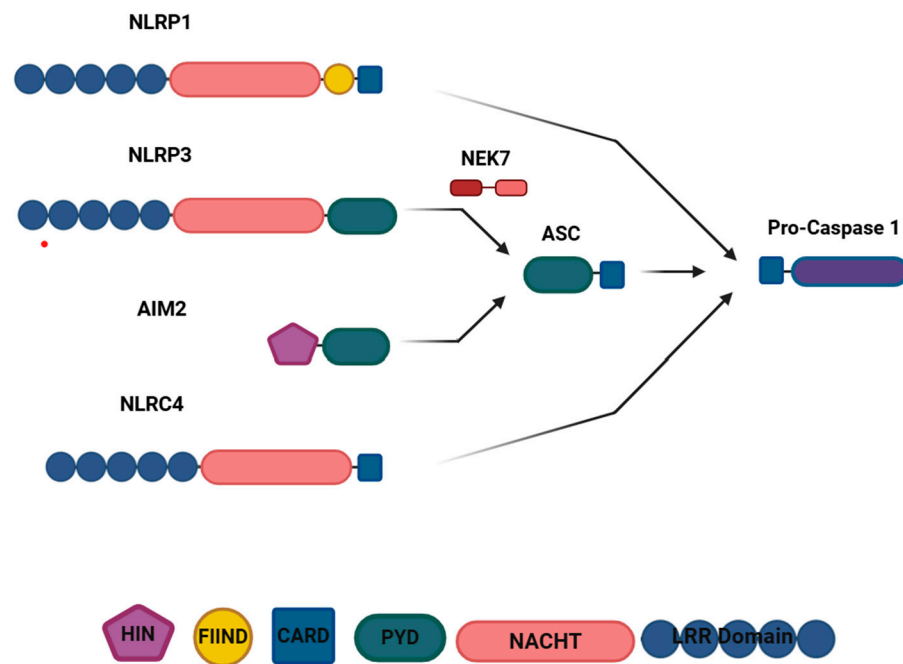 NLRP1
NLRP3
NEK7
ASC
Pro-Caspase 1
AIM2
NLRC4
HIN
FIIND
CARD
PYD
NACHT
LRR Domain